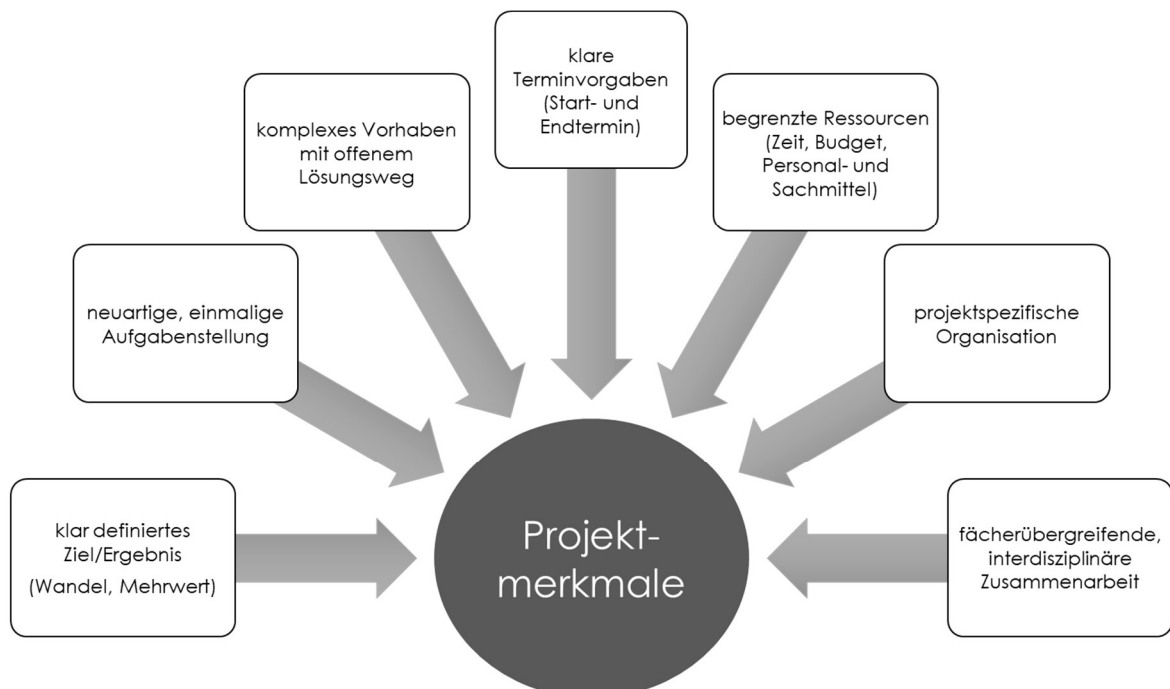 klar definiertes
Ziel/Ergebnis
(Wandel, Mehrwert)
neuartige, einmalige
Aufgabenstellung
komplexes Vorhaben
mit offenem
Lösungsweg
klare
Terminvorgaben
(Start- und
Endtermin)
begrenzte Ressourcen
(Zeit, Budget,
Personal- und
Sachmittel)
projektspezifische
Organisation
fächerübergreifende,
interdisziplinäre
Zusammenarbeit
Projekt-
merkmale